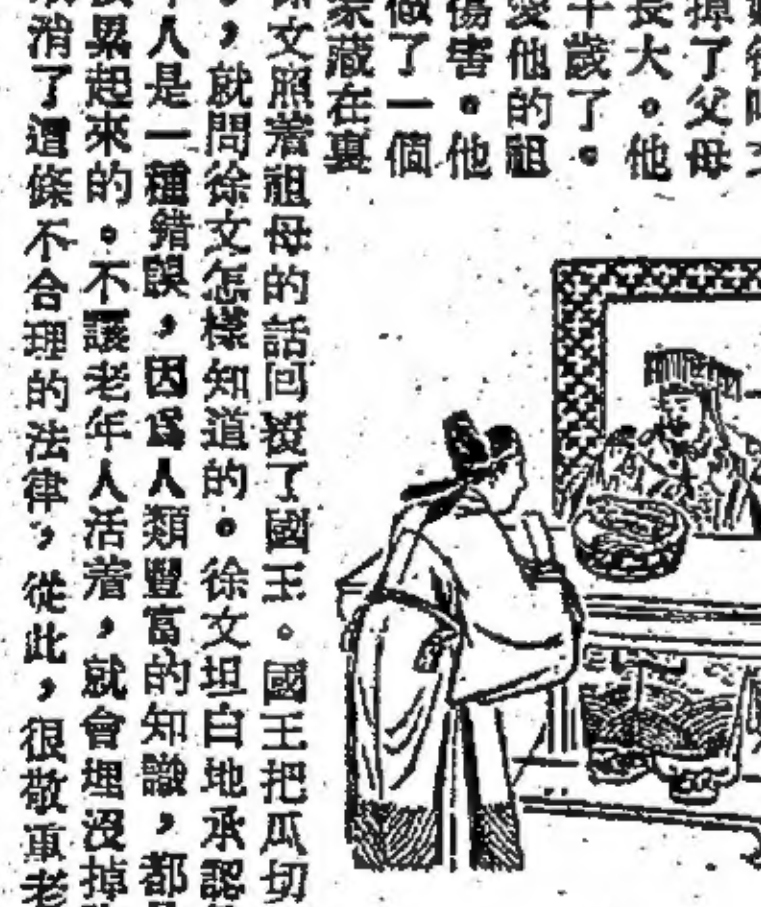 掉了父母
長大。他
十歲了。
愛他的祖
傷害。他
做了一個
家藏在裏
文照着祖母的話回覆了國王。國王把瓜切
，就問徐文怎樣知道的。徐文坦白地承認
人是一種錯誤，因爲人類豐富的知識，都
累起來的。不該老年人活着，就會埋沒掉
消了這條不合理的法律，從此，很敬重老